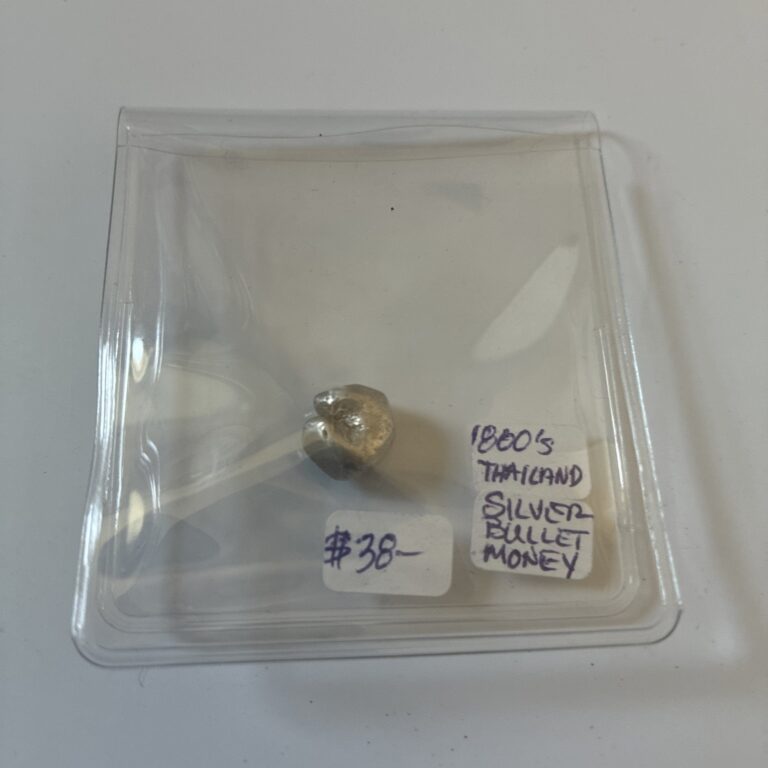 1800's
THAILAND
SILVER
BULLET
MONEY
$38-